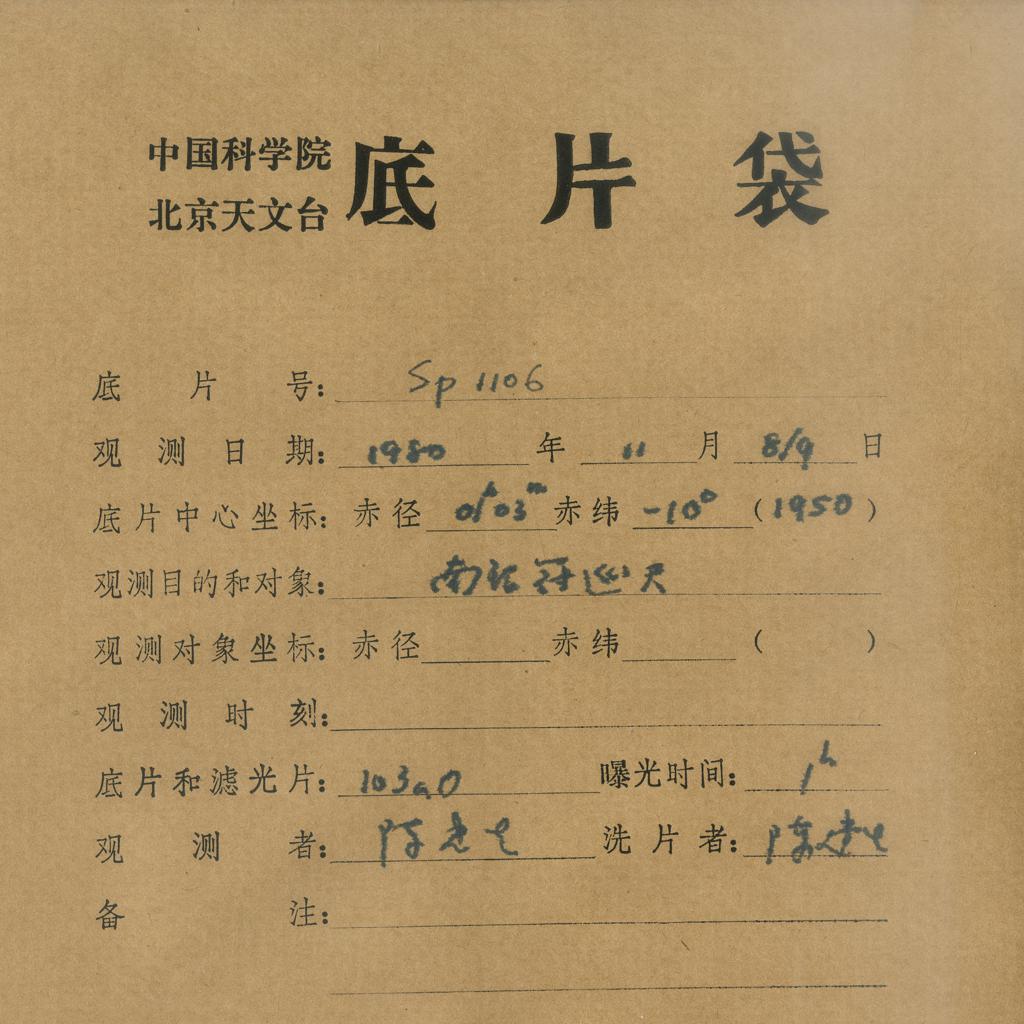 中国科学院
北京天文台
底片袋
底片号: Sp 1106
观测日期: 1980 年 11 月 8/9 日
底片中心坐标: 赤径 01h03m 赤纬 -10° (1950)
观测目的和对象: 南 巡天
观测对象坐标: 赤径 赤纬 ( )
观测时刻:
底片和滤光片: 103aO 曝光时间: 1h
观测者: 陈 洗片者: 陈
备注: